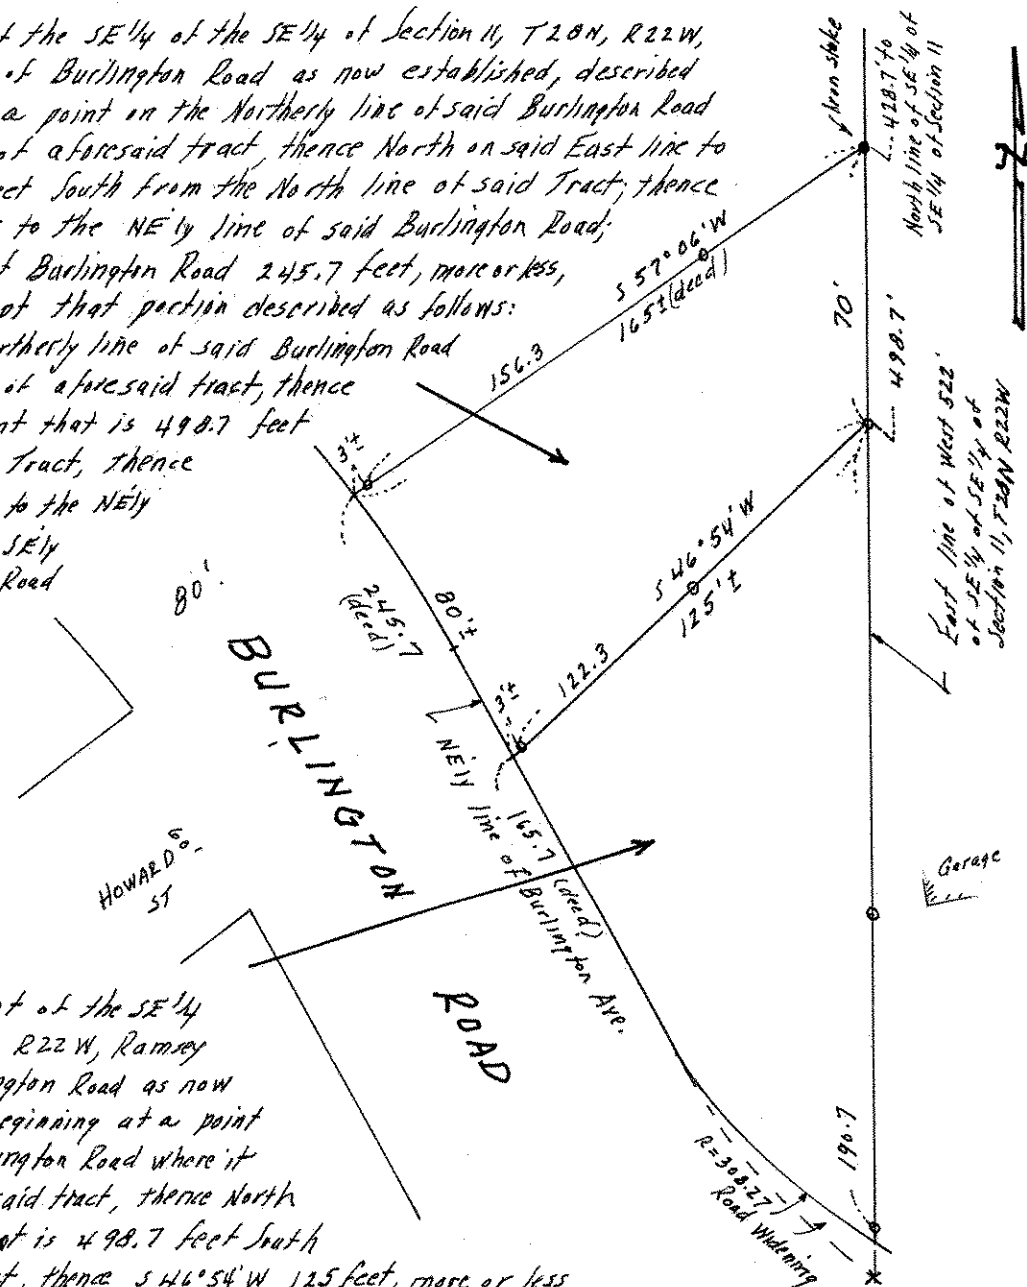 t the SE¼ of the SE¼ of Section 11, T28N, R22W,
of Burlington Road as now established, described
a point on the Northerly line of said Burlington Road
of aforesaid tract, thence North on said East line to
eet South from the North line of said Tract; thence
to the NE'ly line of said Burlington Road;
f Burlington Road 245.7 feet, more or less,
pt that portion described as follows:
rtherly line of said Burlington Road
of aforesaid tract, thence
nt that is 498.7 feet
Tract, thence
to the NE'ly
SE'ly
Road
Iron stake
428.7' to
North line of SE¼ of
SE¼ of Section 11
S 57°06'W
165±(deed)
156.3
70'
498.7'
3'±
80'.
245.7
(deed)
80'±
S 46°54'W
125'±
122.3
3'±
East line of West 522'
of SE¼ of SE¼ of
Section 11, T28N R22W
BURLINGTON
ROAD
NE'ly line of Burlington Ave.
165.7 (deed)
HOWARD
ST
60.
Garage
190.7
R=308.27
Road Widening
t of the SE¼
R22W, Ramsey
ngton Road as now
eginning at a point
ington Road where it
said tract, thence North
at is 498.7 feet South
t, thence S 46°54'W 125 feet, more or less